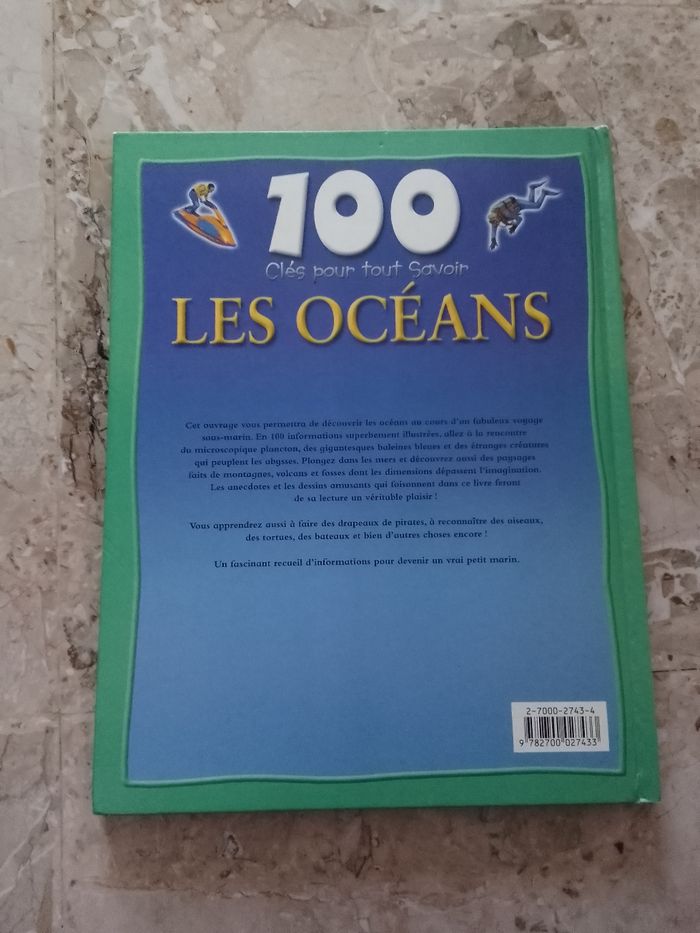 100
Clés pour tout Savoir
LES OCÉANS
Cet ouvrage vous permettra de découvrir les océans au cours d'un fabuleux voyage
sous-marin. En 100 informations superbement illustrées, allez à la rencontre
du microscopique plancton, des gigantesques baleines bleues et des étranges créatures
qui peuplent les abysses. Plongez dans les mers et découvrez aussi des paysages
faits de montagnes, volcans et fosses dont les dimensions dépassent l'imagination.
Les anecdotes et les dessins amusants qui foisonnent dans ce livre feront
de sa lecture un véritable plaisir !
Vous apprendrez aussi à faire des drapeaux de pirates, à reconnaître des oiseaux,
des tortues, des bateaux et bien d'autres choses encore !
Un fascinant recueil d'informations pour devenir un vrai petit marin.
2-7000-2743-4
9 782700 027433